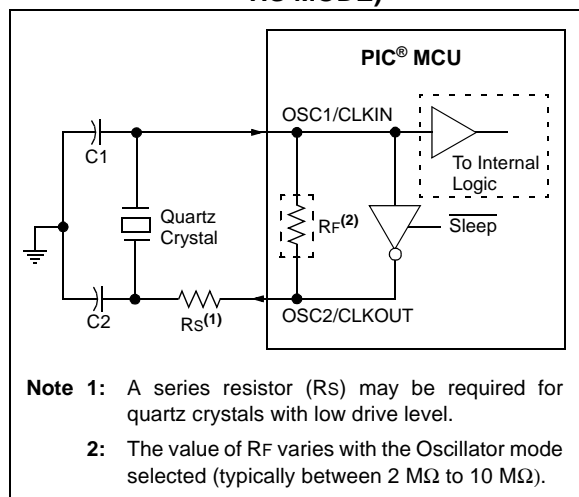 HS MODE)
PIC® MCU
OSC1/CLKIN
C1
To Internal
Logic
Quartz
Crystal
RF(2)
Sleep
C2
RS(1)
OSC2/CLKOUT
Note 1: A series resistor (RS) may be required for
quartz crystals with low drive level.
2: The value of RF varies with the Oscillator mode
selected (typically between 2 MΩ to 10 MΩ).